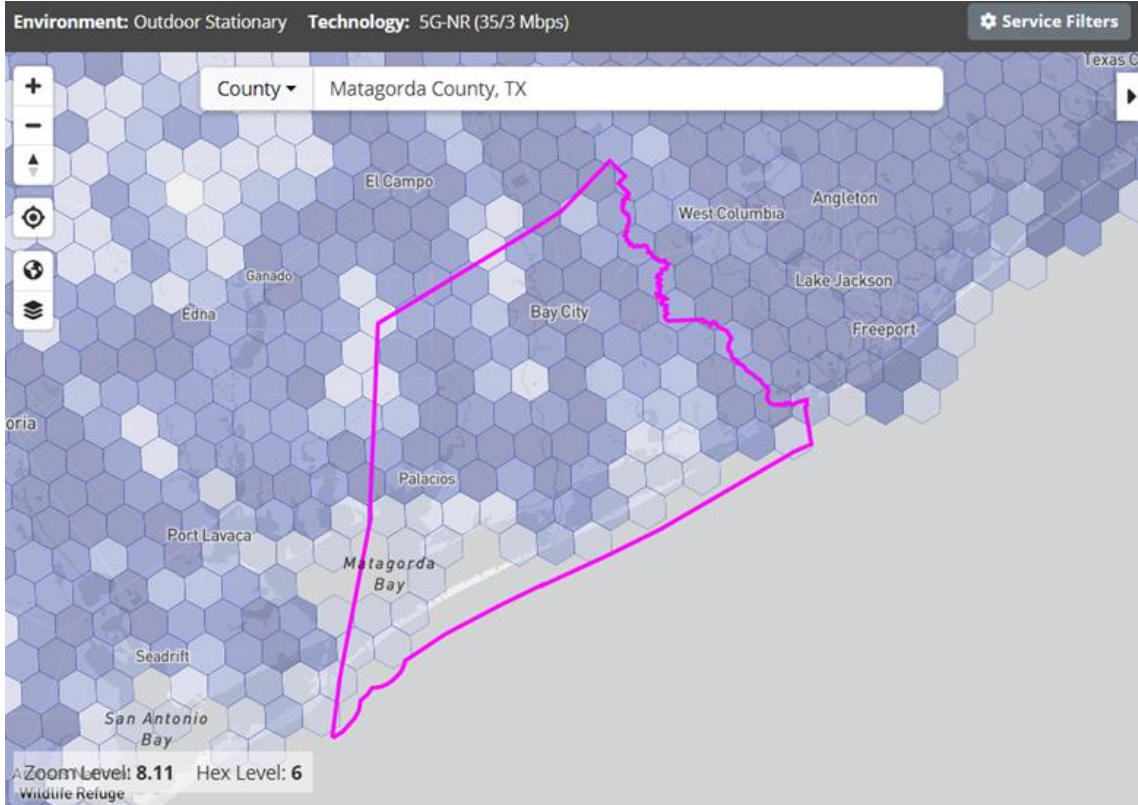 Environment: Outdoor Stationary Technology: 5G-NR (35/3 Mbps)
Service Filters
County
Matagorda County, TX
El Campo
West Columbia
Angleton
Ganado
Edna
Bay City
Lake Jackson
Freeport
oria
Palacios
Port Lavaca
Matagorda
Bay
Seadrift
San Antonio
Bay
Zoom Level: 8.11 Hex Level: 6
Wildlife Refuge